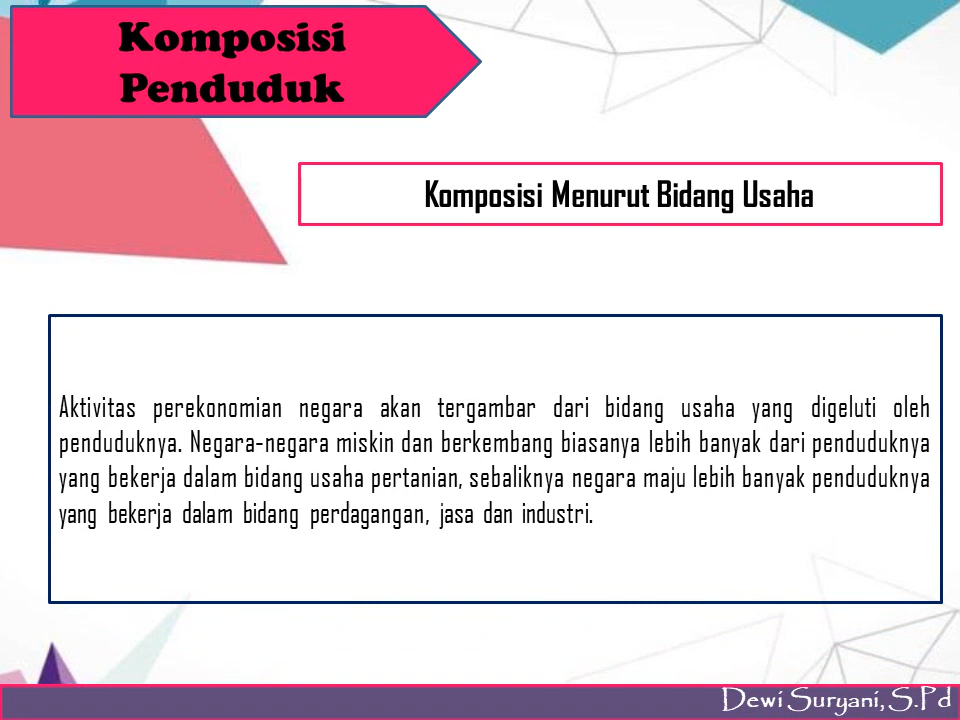 Komposisi
Penduduk
Komposisi Menurut Bidang Usaha
Aktivitas perekonomian negara akan tergambar dari bidang usaha yang digeluti oleh
penduduknya. Negara-negara miskin dan berkembang biasanya lebih banyak dari penduduknya
yang bekerja dalam bidang usaha pertanian, sebaliknya negara maju lebih banyak penduduknya
yang bekerja dalam bidang perdagangan, jasa dan industri.
Dewi Suryani, S.Pd